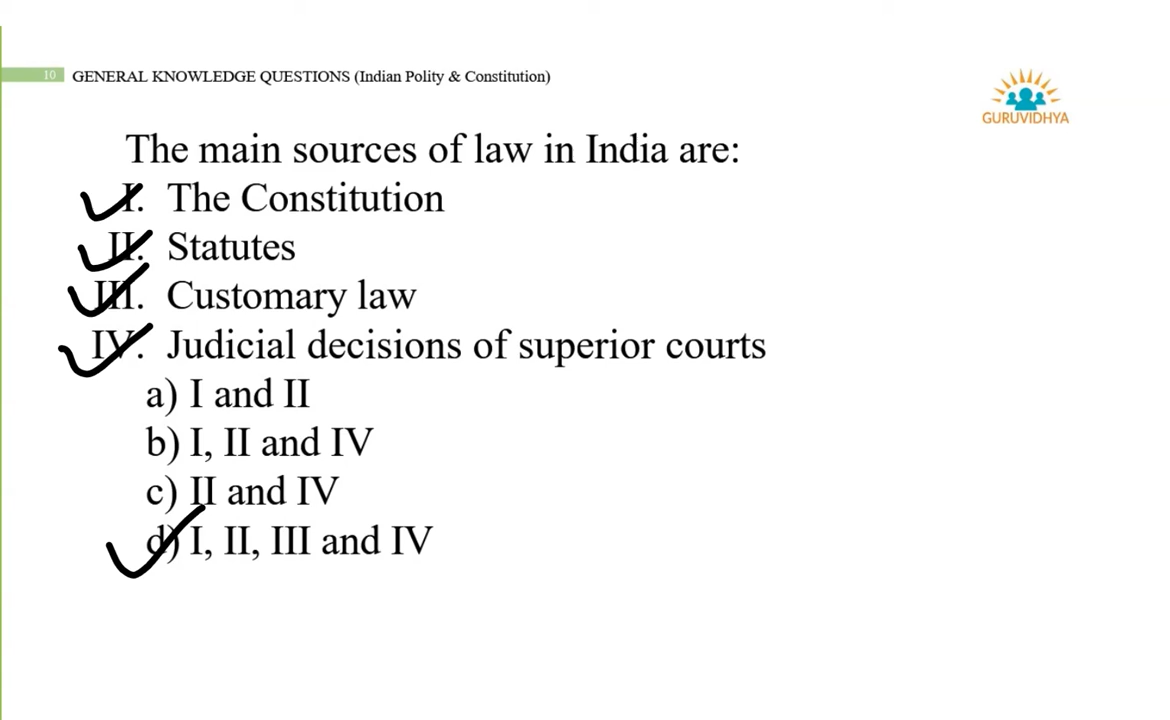 10 GENERAL KNOWLEDGE QUESTIONS (Indian Polity & Constitution)
GURUVIDHYA
The main sources of law in India are:
I. The Constitution
II. Statutes
III. Customary law
IV. Judicial decisions of superior courts
a) I and II
b) I, II and IV
c) II and IV
d) I, II, III and IV